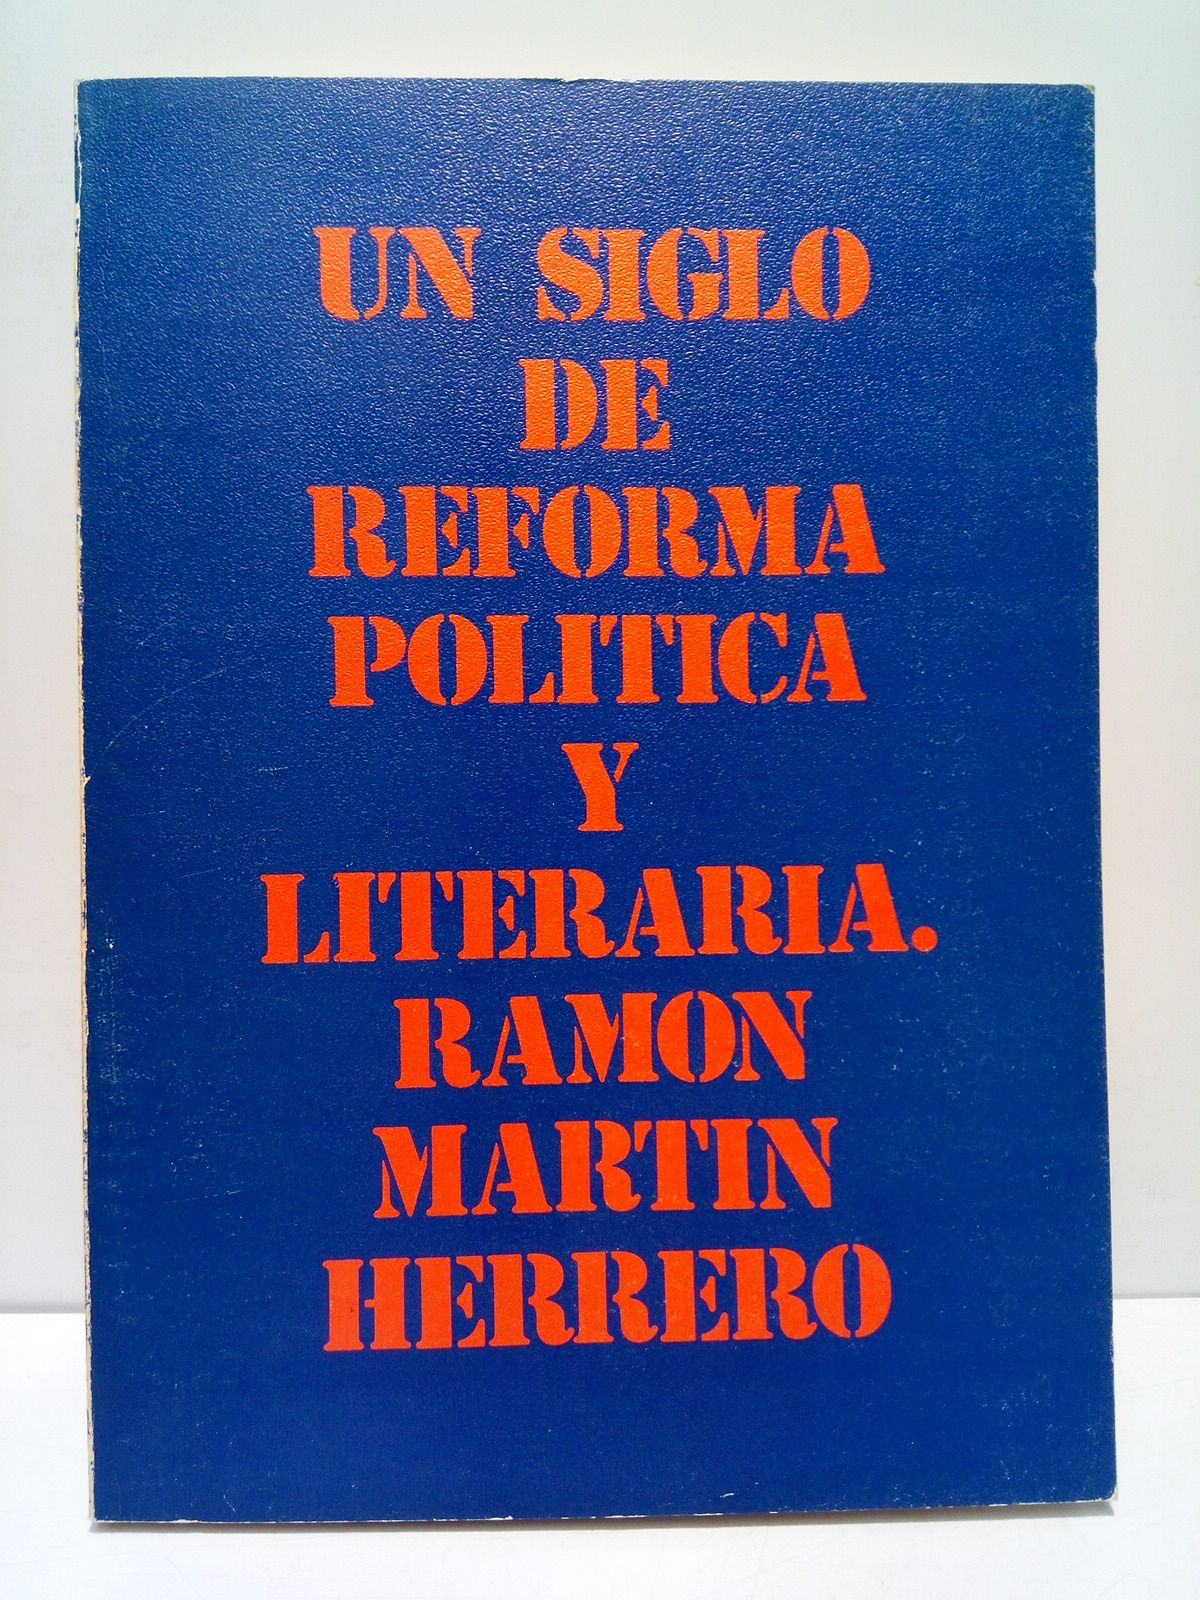 UN SIGLO
DE
REFORMA
POLITICA
Y
LITERARIA.
RAMON
MARTIN
HERRERO